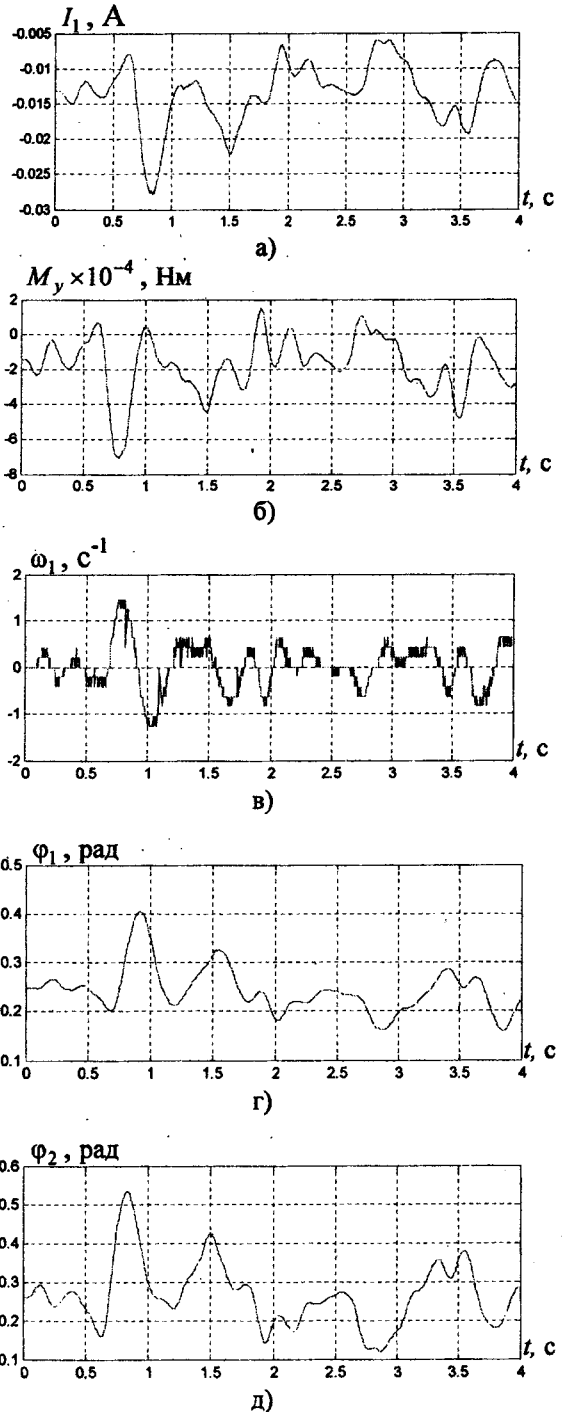 I₁ , А
-0.005
-0.01
-0.015
-0.02
-0.025
-0.03
0 0.5 1 1.5 2 2.5 3 3.5 4
t, с
а)
M_y ×10⁻⁴ , Нм
2
0
-2
-4
-6
-8
0 0.5 1 1.5 2 2.5 3 3.5 4
t, с
б)
ω₁ , с⁻¹
2
1
0
-1
-2
0 0.5 1 1.5 2 2.5 3 3.5 4
t, с
в)
φ₁ , рад
0.5
0.4
0.3
0.2
0.1
0 0.5 1 1.5 2 2.5 3 3.5 4
t, с
г)
φ₂ , рад
0.6
0.5
0.4
0.3
0.2
0.1
0 0.5 1 1.5 2 2.5 3 3.5 4
t, с
д)